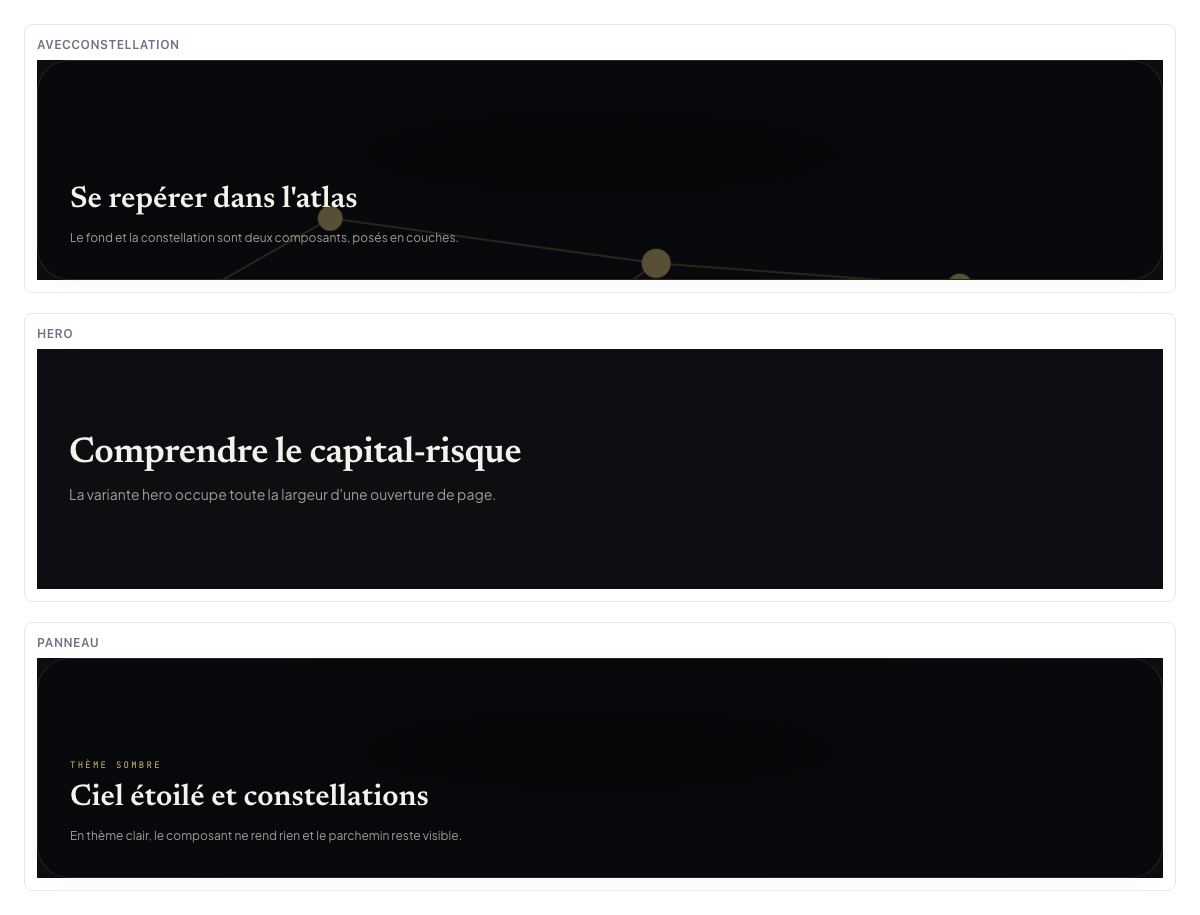 AVECCONSTELLATION
Se repérer dans l'atlas
Le fond et la constellation sont deux composants, posés en couches.
HERO
Comprendre le capital-risque
La variante hero occupe toute la largeur d'une ouverture de page.
PANNEAU
THÈME SOMBRE
Ciel étoilé et constellations
En thème clair, le composant ne rend rien et le parchemin reste visible.